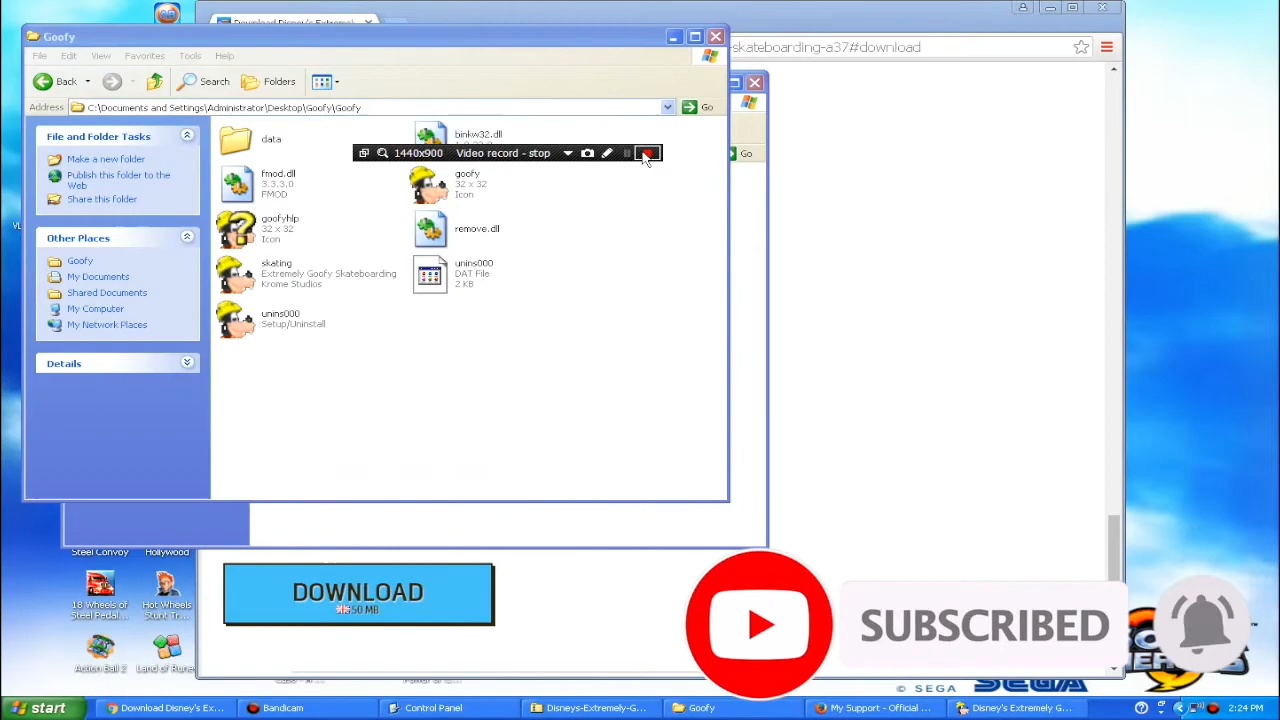 Download Disney's Extrem
Goofy
File Edit View Favorites Tools Help
-skateboarding-a37#download
Back Search Folders
Address C:\Documents and Settings\Administrator\Desktop\Goofy\Goofy Go
Go
File and Folder Tasks
Make a new folder
Publish this folder to the Web
Share this folder
Other Places
Goofy
My Documents
Shared Documents
My Computer
My Network Places
Details
data
binkw32.dll
1440x900 Video record - stop
fmod.dll
3.3.3.0
FMOD
goofy
32 x 32
Icon
goofyhlp
32 x 32
Icon
remove.dll
skating
Extremely Goofy Skateboarding
Krome Studios
unins000
DAT File
2 KB
unins000
Setup/Uninstall
Steel Convoy
Hollywood
18 Wheels of Steel Pedal...
Hot Wheels Stunt Tr...
Action Ball 2
Land of Runes
DOWNLOAD
50 MB
SUBSCRIBED
© SEGA
start
Download Disney's Ex...
Bandicam
Control Panel
Disneys-Extremely-G...
Goofy
My Support - Official ...
Disney's Extremely G...
2:24 PM